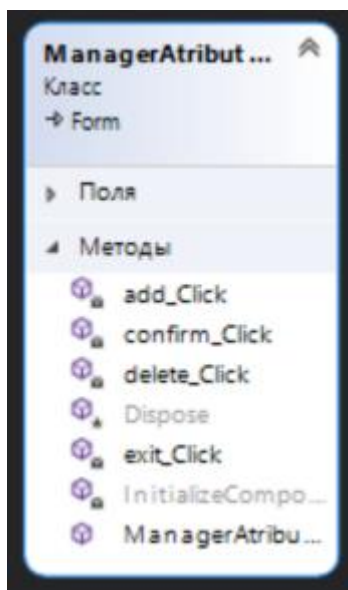 ManagerAtribut...
Класс
Form
Поля
Методы
add_Click
confirm_Click
delete_Click
Dispose
exit_Click
InitializeCompo...
ManagerAtribu...